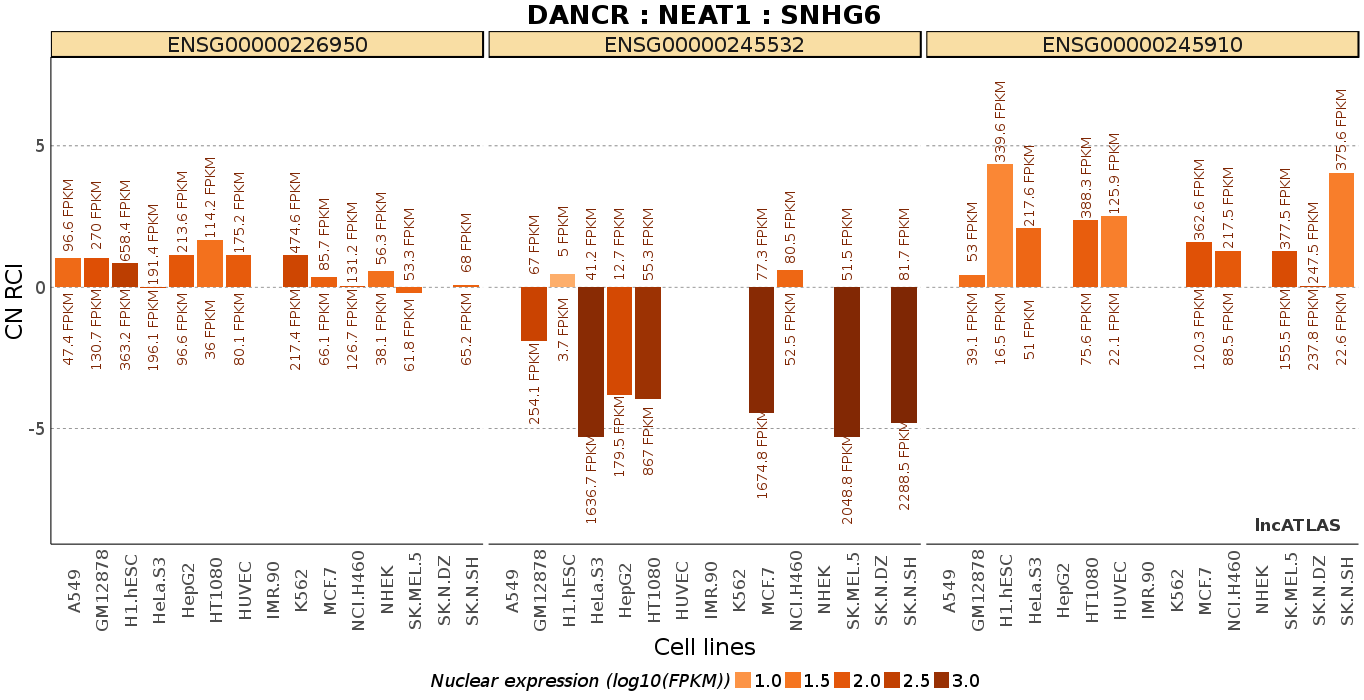 DANCR : NEAT1 : SNHG6
ENSG00000226950
ENSG00000245532
ENSG00000245910
CN RCI
5
0
-5
96.6 FPKM
270 FPKM
658.4 FPKM
191.4 FPKM
213.6 FPKM
114.2 FPKM
175.2 FPKM
474.6 FPKM
85.7 FPKM
131.2 FPKM
56.3 FPKM
53.3 FPKM
68 FPKM
47.4 FPKM
130.7 FPKM
363.2 FPKM
196.1 FPKM
96.6 FPKM
36 FPKM
80.1 FPKM
217.4 FPKM
66.1 FPKM
126.7 FPKM
38.1 FPKM
61.8 FPKM
65.2 FPKM
67 FPKM
5 FPKM
41.2 FPKM
12.7 FPKM
55.3 FPKM
77.3 FPKM
80.5 FPKM
51.5 FPKM
81.7 FPKM
254.1 FPKM
3.7 FPKM
1636.7 FPKM
179.5 FPKM
867 FPKM
1674.8 FPKM
52.5 FPKM
2048.8 FPKM
2288.5 FPKM
53 FPKM
339.6 FPKM
217.6 FPKM
388.3 FPKM
125.9 FPKM
362.6 FPKM
217.5 FPKM
377.5 FPKM
247.5 FPKM
375.6 FPKM
39.1 FPKM
16.5 FPKM
51 FPKM
75.6 FPKM
22.1 FPKM
120.3 FPKM
88.5 FPKM
155.5 FPKM
237.8 FPKM
22.6 FPKM
lncATLAS
A549
GM12878
H1.hESC
HeLa.S3
HepG2
HT1080
HUVEC
IMR.90
K562
MCF.7
NCI.H460
NHEK
SK.MEL.5
SK.N.DZ
SK.N.SH
A549
GM12878
H1.hESC
HeLa.S3
HepG2
HT1080
HUVEC
IMR.90
K562
MCF.7
NCI.H460
NHEK
SK.MEL.5
SK.N.DZ
SK.N.SH
A549
GM12878
H1.hESC
HeLa.S3
HepG2
HT1080
HUVEC
IMR.90
K562
MCF.7
NCI.H460
NHEK
SK.MEL.5
SK.N.DZ
SK.N.SH
Cell lines
Nuclear expression (log10(FPKM)) 1.0 1.5 2.0 2.5 3.0